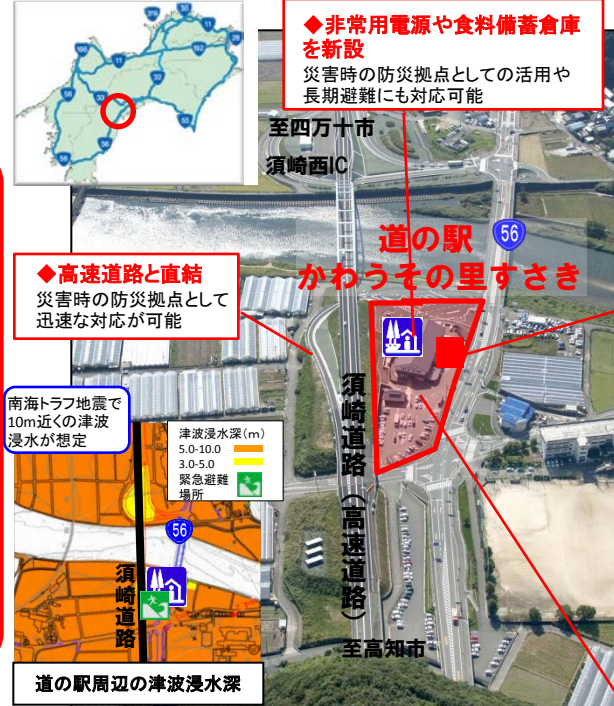 ◆非常用電源や食料備蓄倉庫
を新設
災害時の防災拠点としての活用や
長期避難にも対応可能
至四万十市
須崎西IC
道の駅
かわうその里すさき
56
◆高速道路と直結
災害時の防災拠点として
迅速な対応が可能
須崎道路(高速道路)
至高知市
南海トラフ地震で
10m近くの津波
浸水が想定
津波浸水深(m)
5.0-10.0
3.0-5.0
緊急避難
場所
56
須崎道路
道の駅周辺の津波浸水深
11
32
33
56
56
55